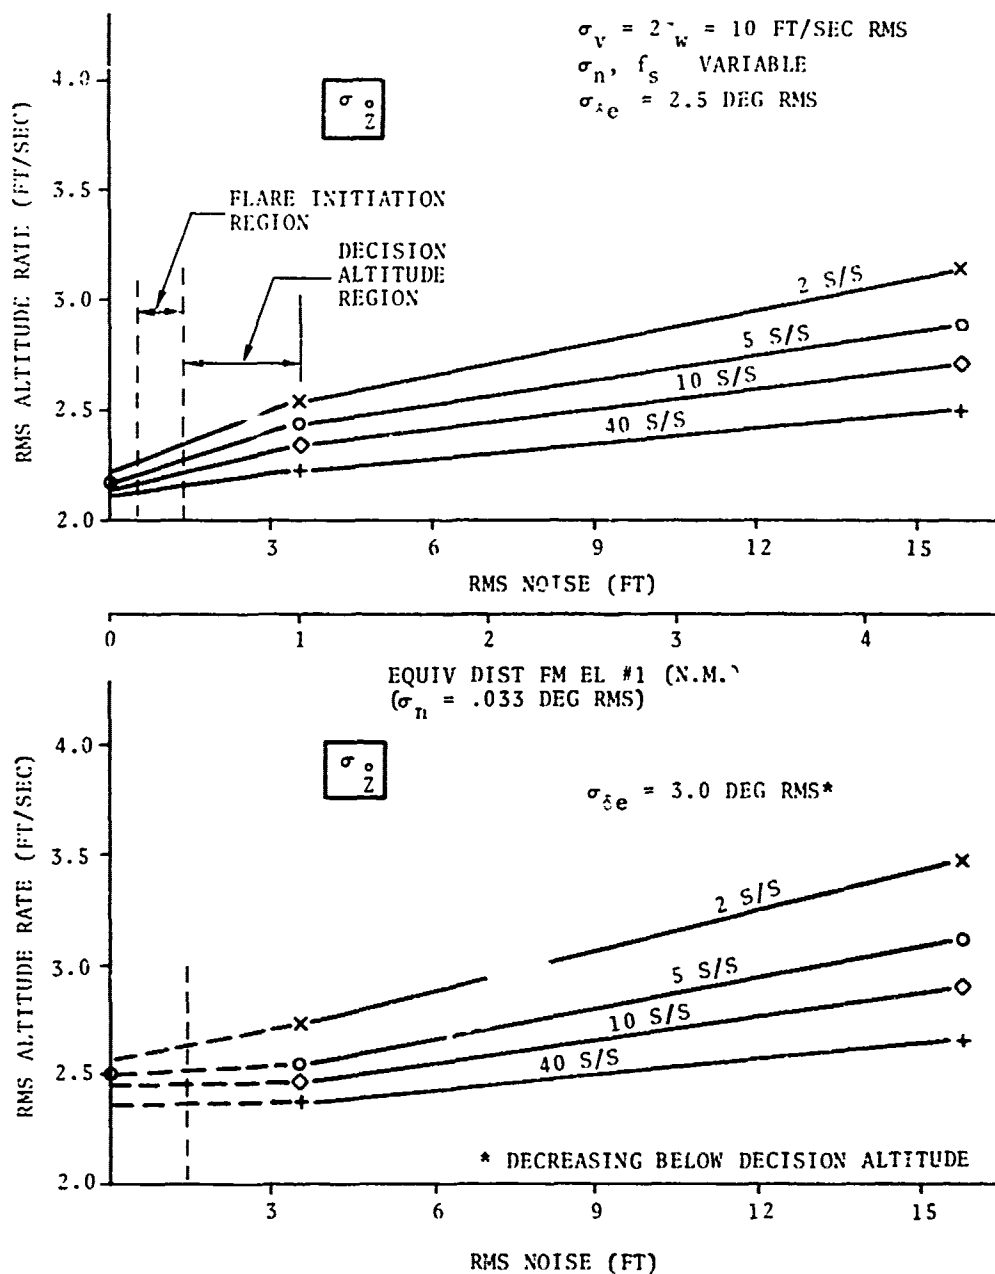 σv = 2 w = 10 FT/SEC RMS
σn, fs VARIABLE
σδe = 2.5 DEG RMS
4.0
σ Z
RMS ALTITUDE RATE (FT/SEC)
3.5
FLARE INITIATION
REGION
DECISION
ALTITUDE
REGION
3.0
2 S/S
5 S/S
10 S/S
40 S/S
2.5
2.0
3 6 9 12 15
RMS NOISE (FT)
0 1 2 3 4
EQUIV DIST FM EL #1 (N.M.)
(σn = .033 DEG RMS)
4.0
σ Z
σδe = 3.0 DEG RMS*
RMS ALTITUDE RATE (FT/SEC)
3.5
2 S/S
3.0
5 S/S
10 S/S
40 S/S
2.5
* DECREASING BELOW DECISION ALTITUDE
2.0
3 6 9 12 15
RMS NOISE (FT)